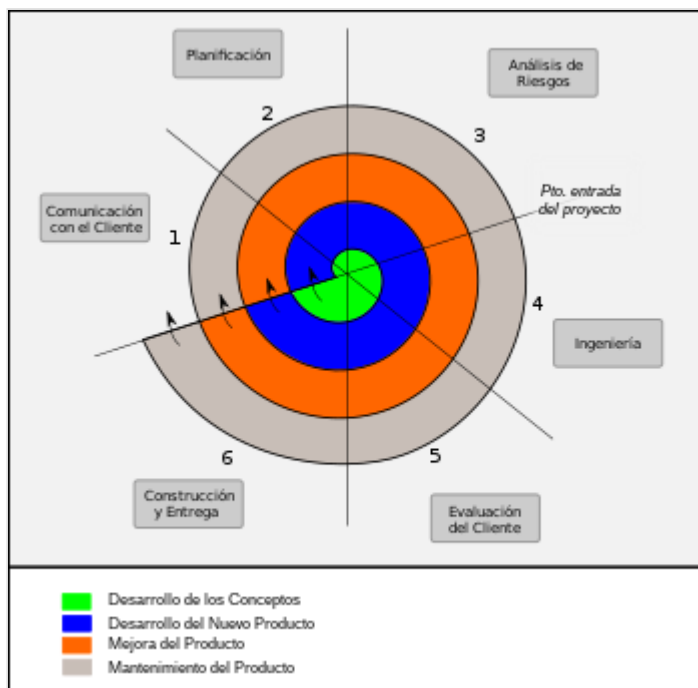 Planificación
Análisis de
Riesgos
2
3
Pto. entrada
del proyecto
Comunicación
con el Cliente
1
4
Ingeniería
6
5
Construcción
y Entrega
Evaluación
del Cliente
Desarrollo de los Conceptos
Desarrollo del Nuevo Producto
Mejora del Producto
Mantenimiento del Producto